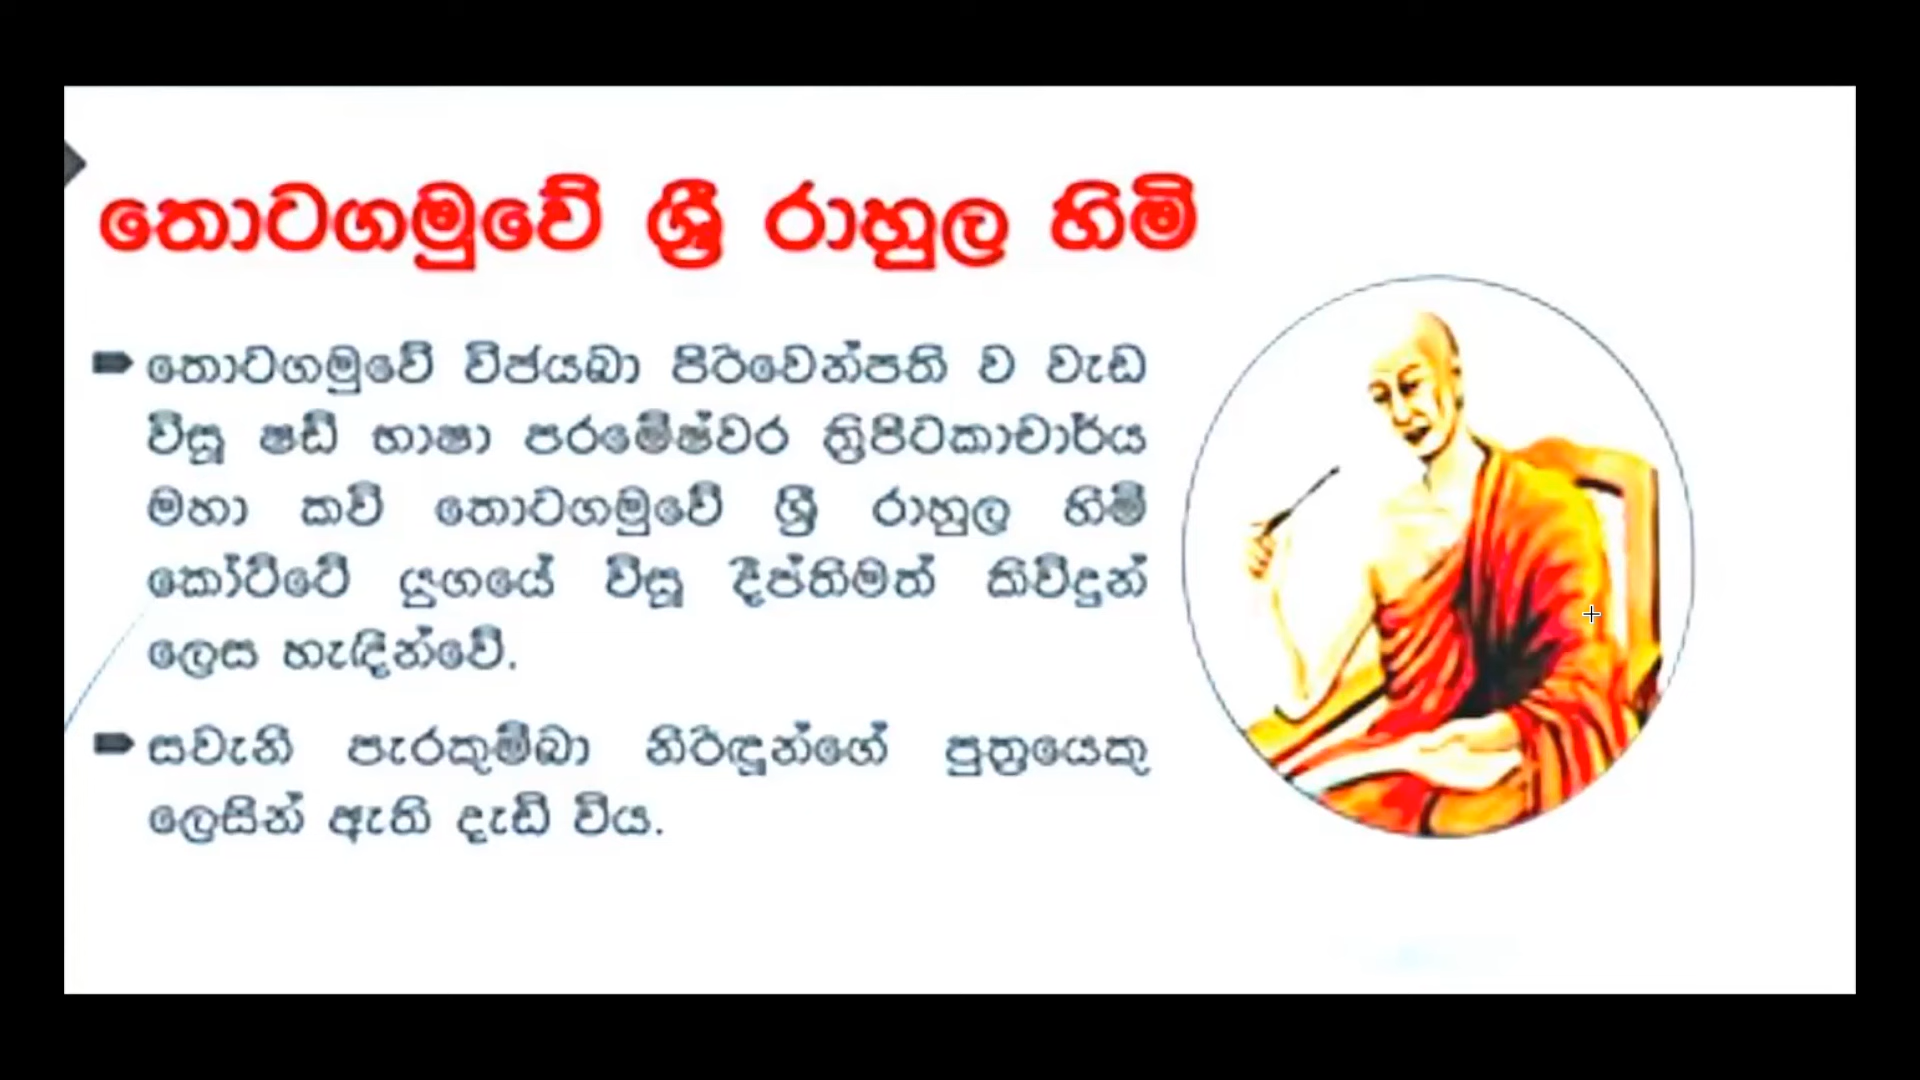 තොටගමුවේ ශ්‍රී රාහුල හිමි
තොටගමුවේ විජයබා පිරිවෙන්පති ව වැඩ
විසූ ෂඩ් භාෂා පරමේෂ්වර ත්‍රිපිටකාචාර්ය
මහා කවි තොටගමුවේ ශ්‍රී රාහුල හිමි
කෝට්ටේ යුගයේ විසූ දීප්තිමත් කිවිදුන්
ලෙස හැඳින්වේ.
සවැනි පැරකුම්බා නිරිඳුන්ගේ පුත්‍රයෙකු
ලෙසින් ඇති දැඩි විය.